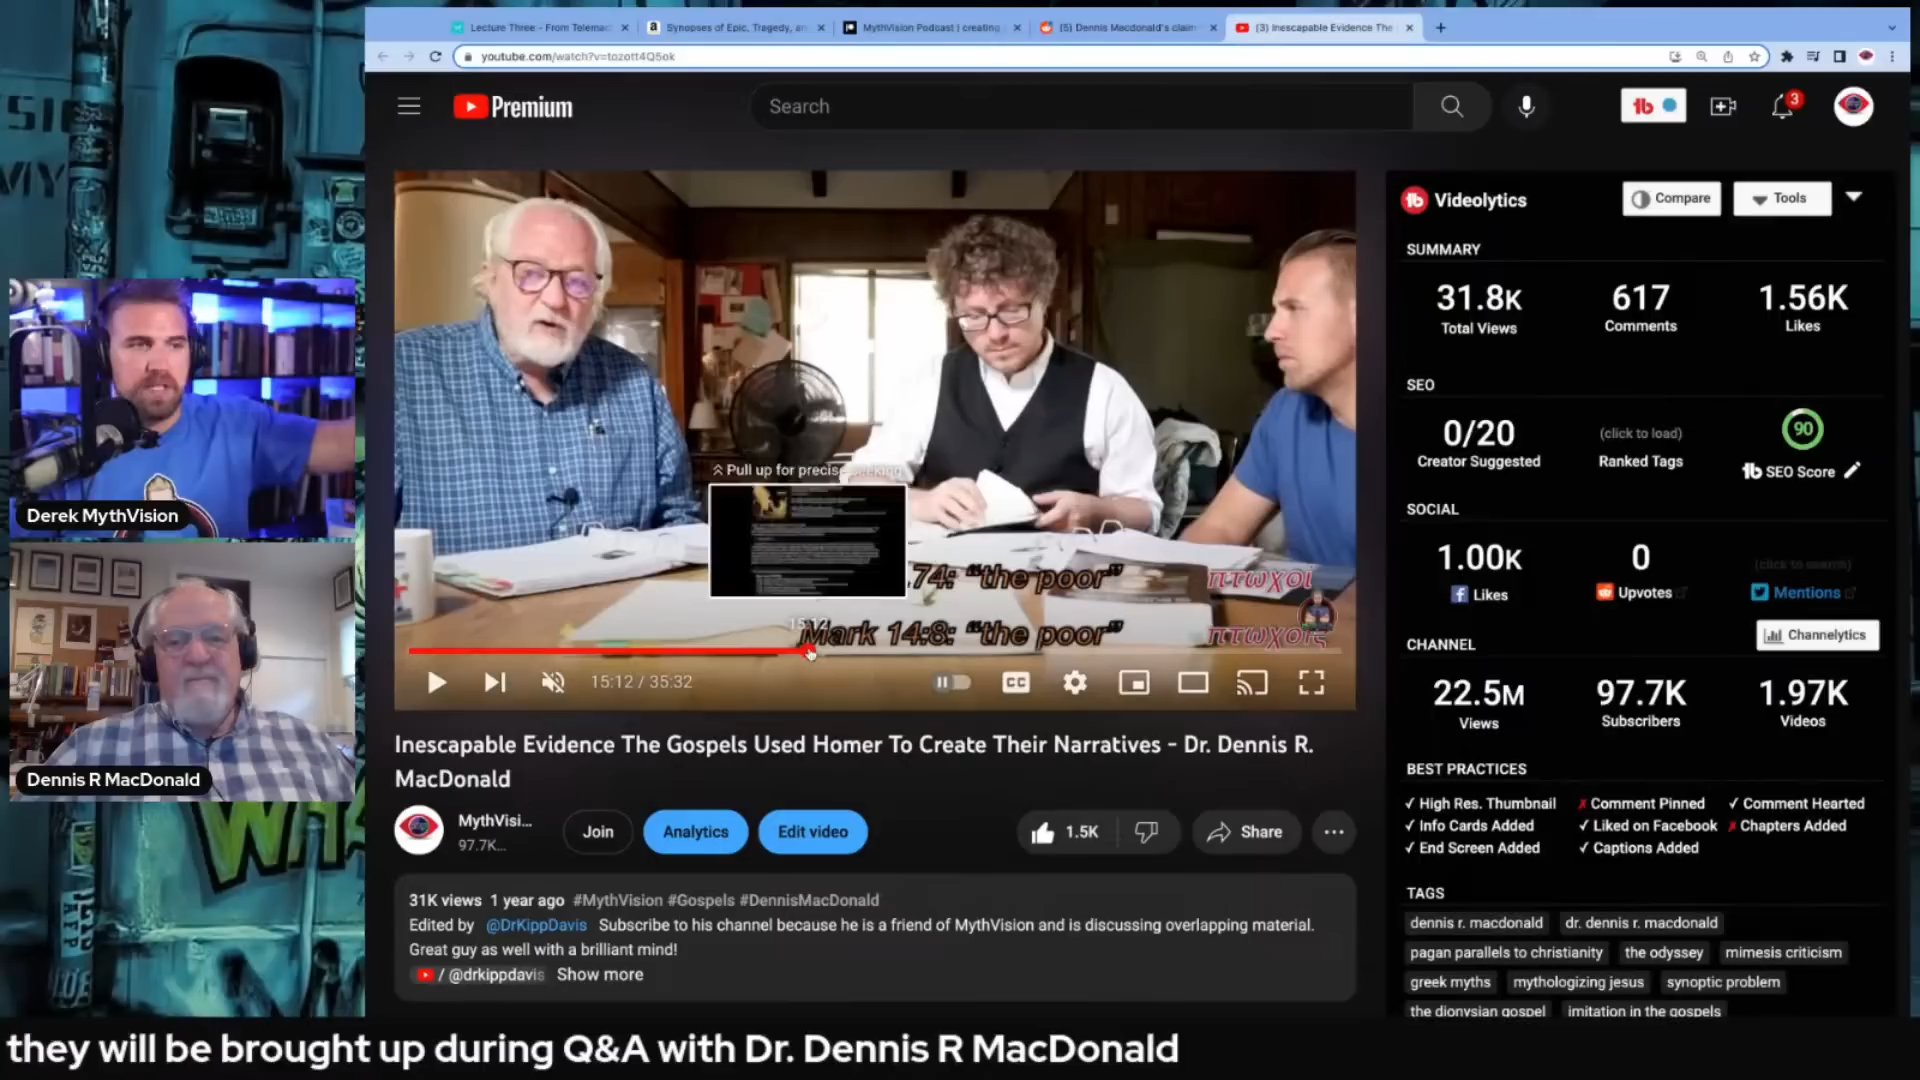 Lecture Three - From Telemac
Synopses of Epic, Tragedy, an
MythVision Podcast | creating
(5) Dennis Macdonald's claim
(3) Inescapable Evidence The
youtube.com/watch?v=tozott4Q5ok
Premium
Search
3
Videolytics
Compare
Tools
SUMMARY
31.8K
617
1.56K
Total Views
Comments
Likes
SEO
0/20
(click to load)
90
Creator Suggested
Ranked Tags
SEO Score
SOCIAL
1.00K
0
(click to search)
Likes
Upvotes
Mentions
Channelytics
CHANNEL
22.5M
97.7K
1.97K
Views
Subscribers
Videos
BEST PRACTICES
✓ High Res. Thumbnail
✗ Comment Pinned
✓ Comment Hearted
✓ Info Cards Added
✓ Liked on Facebook
✗ Chapters Added
✓ End Screen Added
✓ Captions Added
TAGS
dennis r. macdonald
dr. dennis r. macdonald
pagan parallels to christianity
the odyssey
mimesis criticism
greek myths
mythologizing jesus
synoptic problem
the dionysian gospel
imitation in the gospels
Pull up for precise seeking
.74: "the poor" πτωχοί
15:12
Mark 14:8: "the poor" πτωχοῖς
15:12 / 35:32
CC
Inescapable Evidence The Gospels Used Homer To Create Their Narratives - Dr. Dennis R.
MacDonald
MythVisi...
97.7K...
Join
Analytics
Edit video
1.5K
Share
31K views 1 year ago #MythVision #Gospels #DennisMacDonald
Edited by @DrKippDavis Subscribe to his channel because he is a friend of MythVision and is discussing overlapping material.
Great guy as well with a brilliant mind!
/ @drkippdavis Show more
Derek MythVision
Dennis R MacDonald
they will be brought up during Q&A with Dr. Dennis R MacDonald